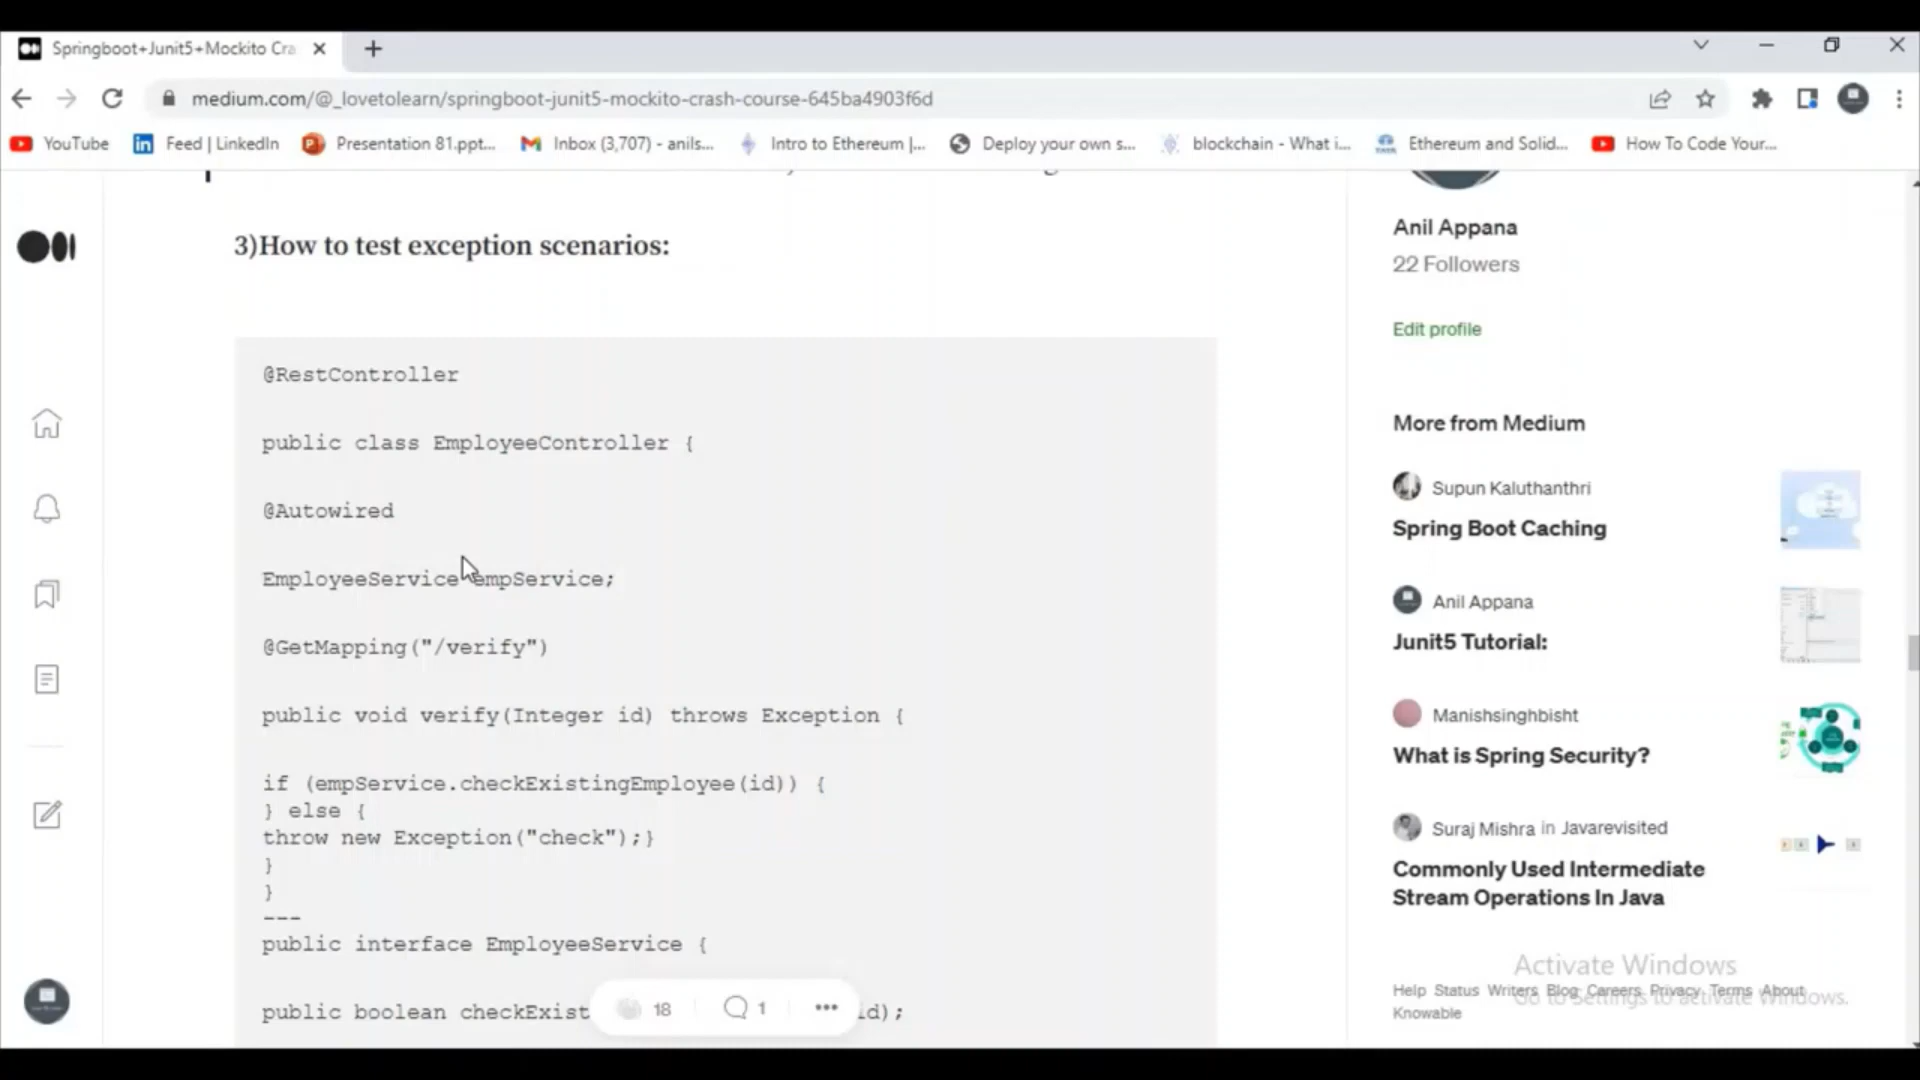 Springboot+Junit5+Mockito Cra
medium.com/@_lovetolearn/springboot-junit5-mockito-crash-course-645ba4903f6d
YouTube
Feed | LinkedIn
Presentation 81.ppt...
Inbox (3,707) - anils...
Intro to Ethereum |...
Deploy your own s...
blockchain - What i...
Ethereum and Solid...
How To Code Your...
3)How to test exception scenarios:
@RestController
public class EmployeeController {
@Autowired
EmployeeService empService;
@GetMapping("/verify")
public void verify(Integer id) throws Exception {
if (empService.checkExistingEmployee(id)) {
} else {
throw new Exception("check");}
}
}
---
public interface EmployeeService {
public boolean checkExist
id);
18
1
Anil Appana
22 Followers
Edit profile
More from Medium
Supun Kaluthanthri
Spring Boot Caching
Anil Appana
Junit5 Tutorial:
Manishsinghbisht
What is Spring Security?
Suraj Mishra in Javarevisited
Commonly Used Intermediate
Stream Operations In Java
Activate Windows
Go to Settings to activate Windows.
Help Status Writers Blog Careers Privacy Terms About
Knowable